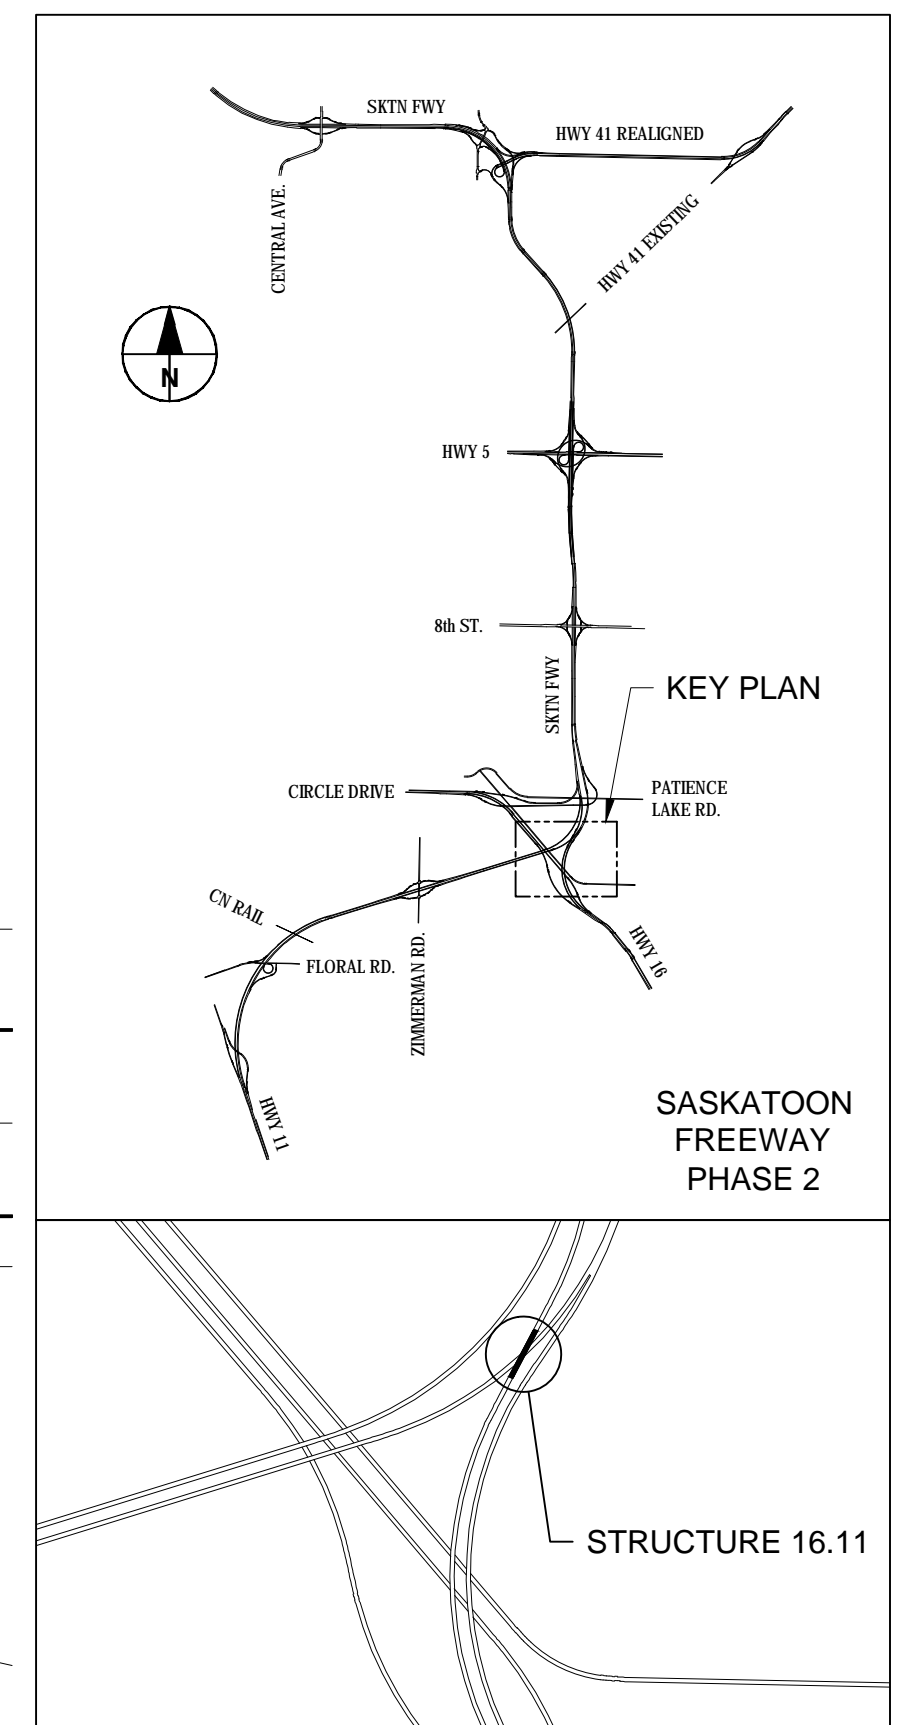 SKTN FWY
HWY 41 REALIGNED
CENTRAL AVE.
HWY 41 EXISTING
N
HWY 5
8th ST.
SKTN FWY
KEY PLAN
CIRCLE DRIVE
PATIENCE
LAKE RD.
CN RAIL
ZIMMERMAN RD.
HWY 16
FLORAL RD.
HWY 11
SASKATOON
FREEWAY
PHASE 2
STRUCTURE 16.11